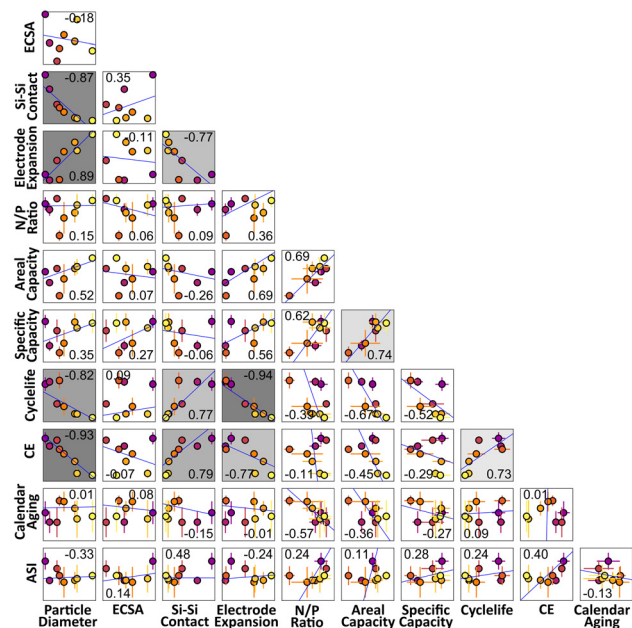 ECSA
-0.18
Si-Si
Contact
-0.87
0.35
Electrode
Expansion
0.89
-0.11
-0.77
N/P
Ratio
0.15
0.06
0.09
0.36
Areal
Capacity
0.52
0.07
-0.26
0.69
0.69
Specific
Capacity
0.35
0.27
-0.06
0.56
0.62
0.74
Cyclelife
-0.82
0.09
0.77
-0.94
-0.39
-0.67
-0.52
CE
-0.93
-0.07
0.79
-0.77
-0.11
-0.45
-0.29
0.73
Calendar
Aging
0.01
0.08
-0.15
-0.01
-0.57
-0.36
-0.27
0.09
0.01
ASI
-0.33
0.14
0.48
-0.24
0.24
0.11
0.28
0.24
0.40
-0.13
Particle
Diameter
ECSA
Si-Si
Contact
Electrode
Expansion
N/P
Ratio
Areal
Capacity
Specific
Capacity
Cyclelife
CE
Calendar
Aging